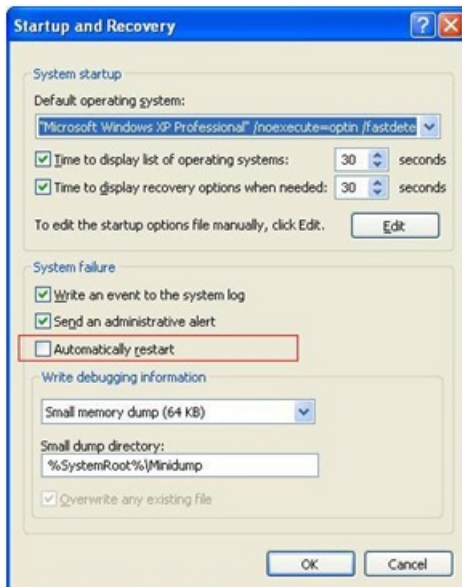 Startup and Recovery
System startup
Default operating system:
"Microsoft Windows XP Professional" /noexecute=optin /fastdete
Time to display list of operating systems: 30 seconds
Time to display recovery options when needed: 30 seconds
To edit the startup options file manually, click Edit. Edit
System failure
Write an event to the system log
Send an administrative alert
Automatically restart
Write debugging information
Small memory dump (64 KB)
Small dump directory:
%SystemRoot%\Minidump
Overwrite any existing file
OK Cancel